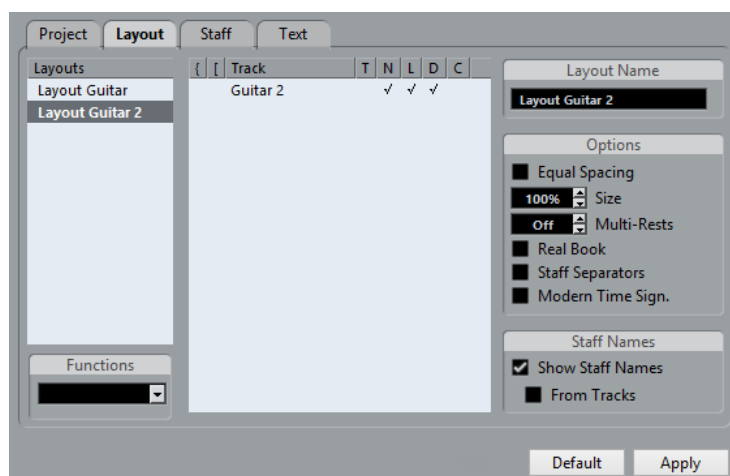 Project Layout Staff Text
Layouts
Layout Guitar
Layout Guitar 2
Functions
{ [ Track T N L D C
Guitar 2 √ √ √
Layout Name
Layout Guitar 2
Options
Equal Spacing
100% Size
Off Multi-Rests
Real Book
Staff Separators
Modern Time Sign.
Staff Names
Show Staff Names
From Tracks
Default Apply